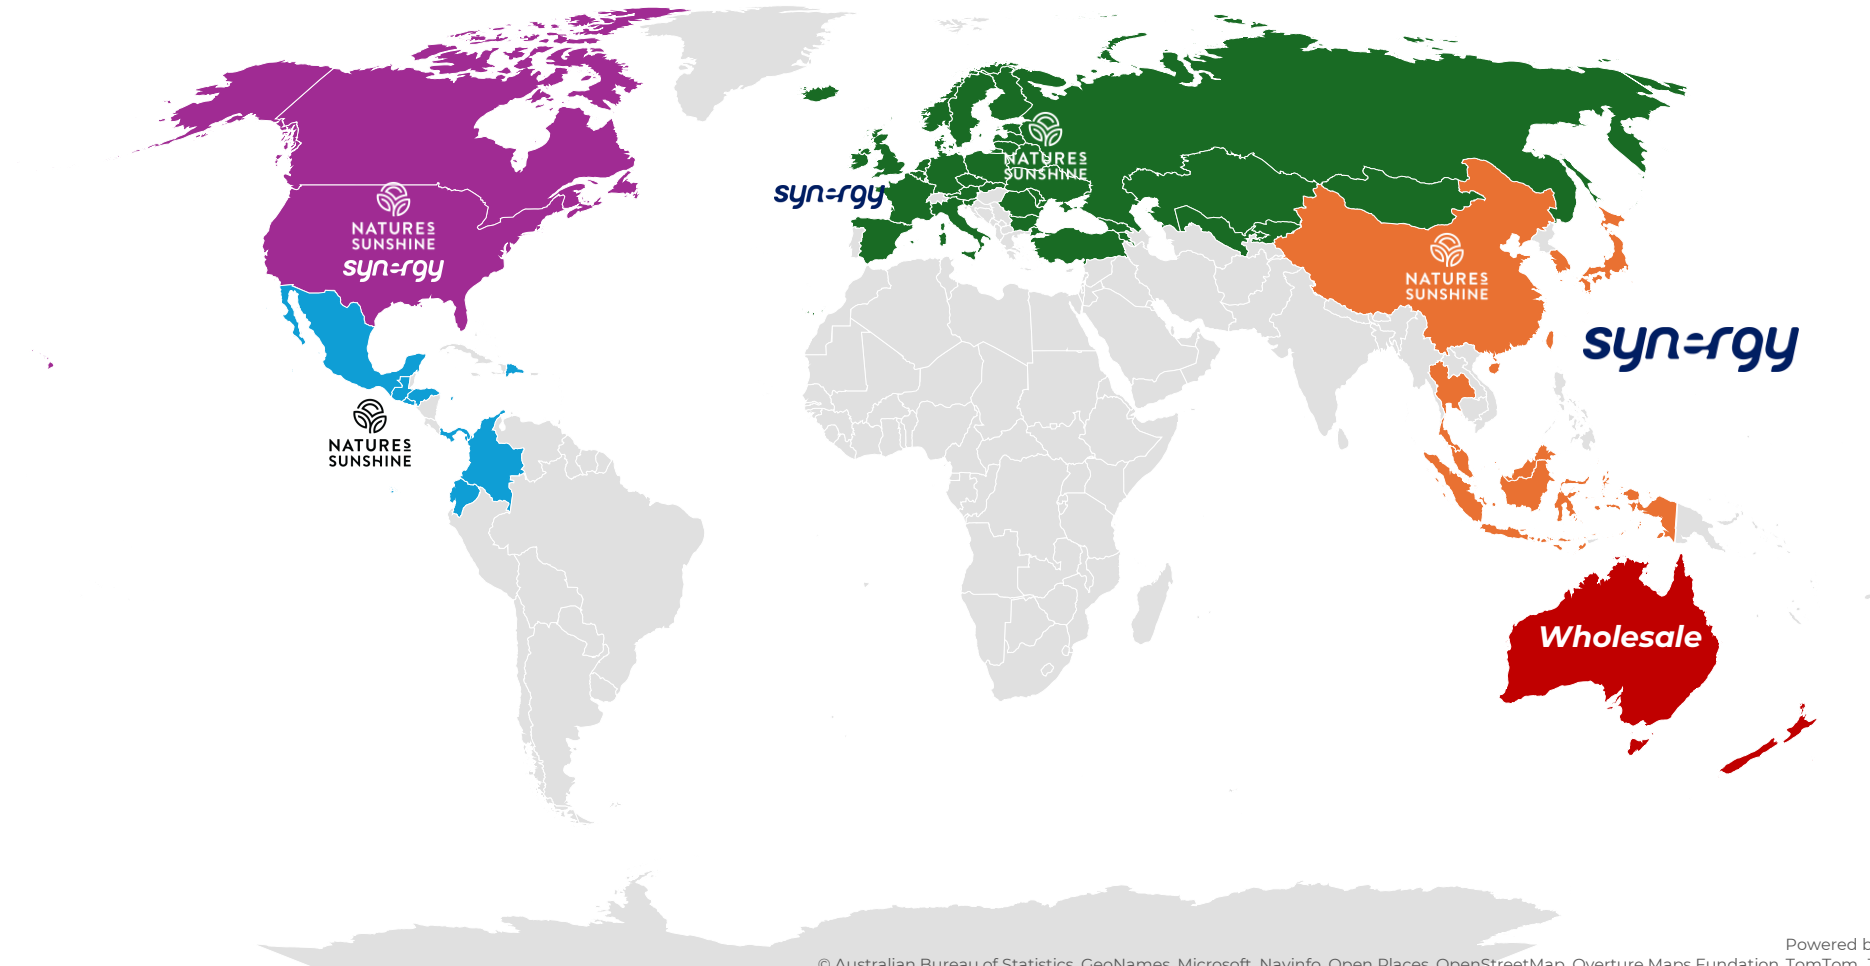 NATURES
SUNSHINE
synergy
NATURES
SUNSHINE
synergy
NATURES
SUNSHINE
NATURES
SUNSHINE
synergy
Wholesale
Powered b
© Australian Bureau of Statistics, GeoNames, Microsoft, Navinfo, Open Places, OpenStreetMap, Overture Maps Fundation, TomTom,